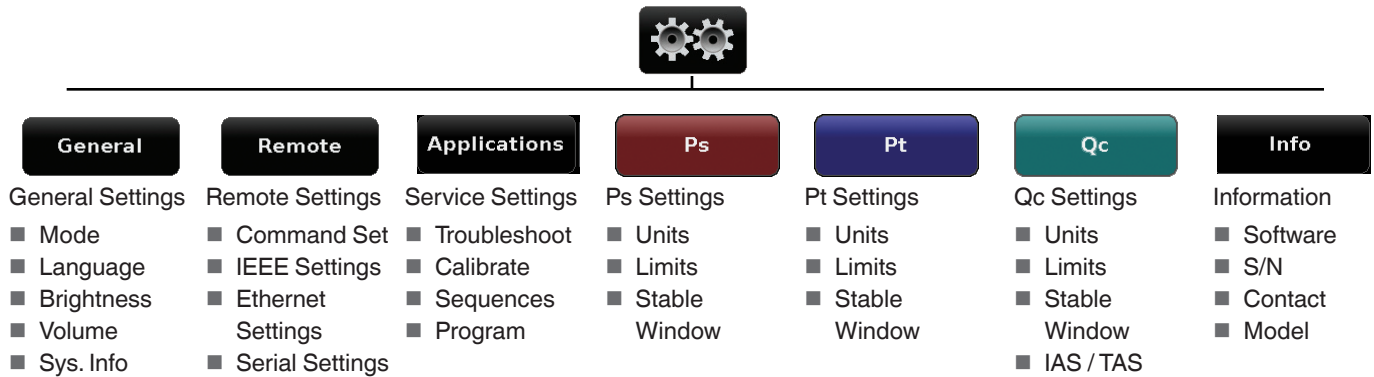 General
Remote
Applications
Ps
Pt
Qc
Info
General Settings
■ Mode
■ Language
■ Brightness
■ Volume
■ Sys. Info
Remote Settings
■ Command Set
■ IEEE Settings
■ Ethernet
Settings
■ Serial Settings
Service Settings
■ Troubleshoot
■ Calibrate
■ Sequences
■ Program
Ps Settings
■ Units
■ Limits
■ Stable
Window
Pt Settings
■ Units
■ Limits
■ Stable
Window
Qc Settings
■ Units
■ Limits
■ Stable
Window
■ IAS / TAS
Information
■ Software
■ S/N
■ Contact
■ Model